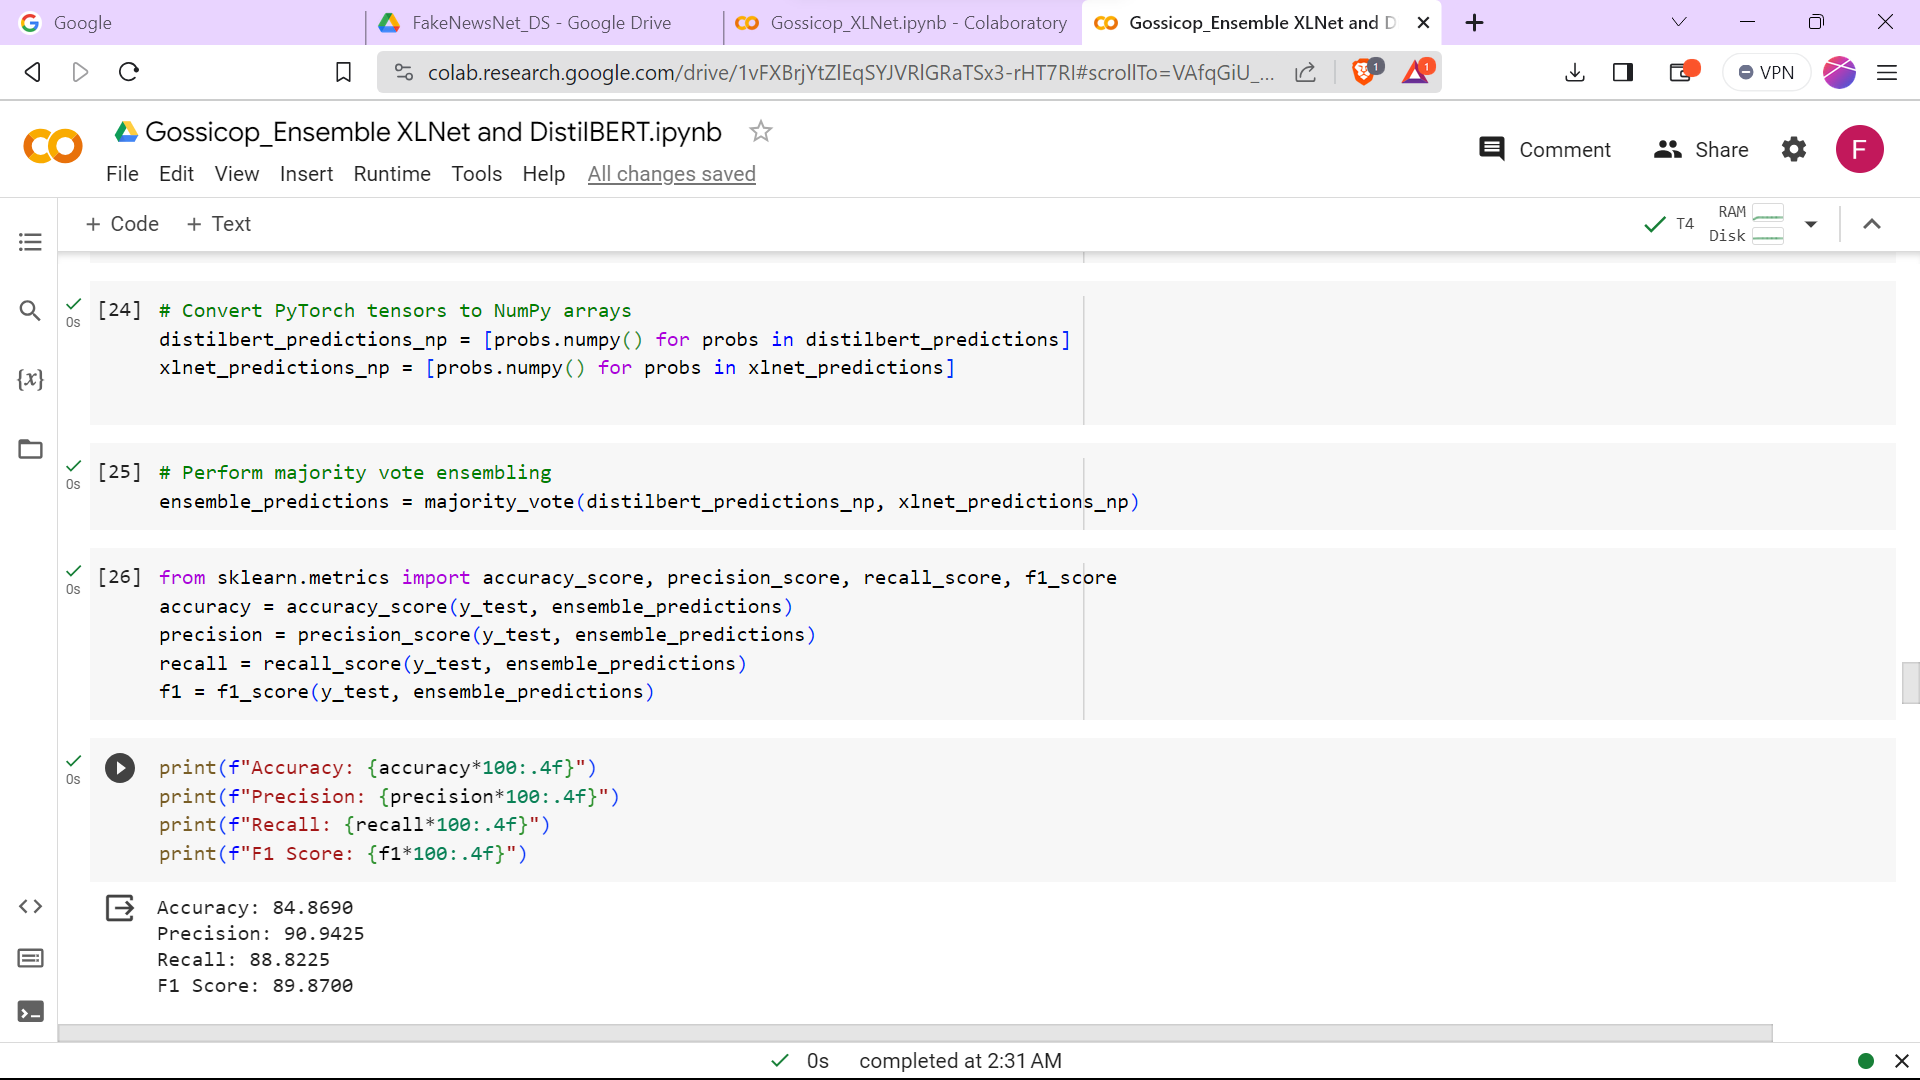 Google
FakeNewsNet_DS - Google Drive
Gossicop_XLNet.ipynb - Colaboratory
Gossicop_Ensemble XLNet and D
colab.research.google.com/drive/1vFXBrjYtZlEqSYJVRlGRaTSx3-rHT7RI#scrollTo=VAfqGiU_...
1
1
VPN
Gossicop_Ensemble XLNet and DistilBERT.ipynb
File Edit View Insert Runtime Tools Help All changes saved
Comment
Share
F
+ Code + Text
T4
RAM
Disk
[24] # Convert PyTorch tensors to NumPy arrays
0s
distilbert_predictions_np = [probs.numpy() for probs in distilbert_predictions]
xlnet_predictions_np = [probs.numpy() for probs in xlnet_predictions]
[25] # Perform majority vote ensembling
0s
ensemble_predictions = majority_vote(distilbert_predictions_np, xlnet_predictions_np)
[26] from sklearn.metrics import accuracy_score, precision_score, recall_score, f1_score
0s
accuracy = accuracy_score(y_test, ensemble_predictions)
precision = precision_score(y_test, ensemble_predictions)
recall = recall_score(y_test, ensemble_predictions)
f1 = f1_score(y_test, ensemble_predictions)
print(f"Accuracy: {accuracy*100:.4f}")
0s
print(f"Precision: {precision*100:.4f}")
print(f"Recall: {recall*100:.4f}")
print(f"F1 Score: {f1*100:.4f}")
Accuracy: 84.8690
Precision: 90.9425
Recall: 88.8225
F1 Score: 89.8700
{x}
0s completed at 2:31 AM